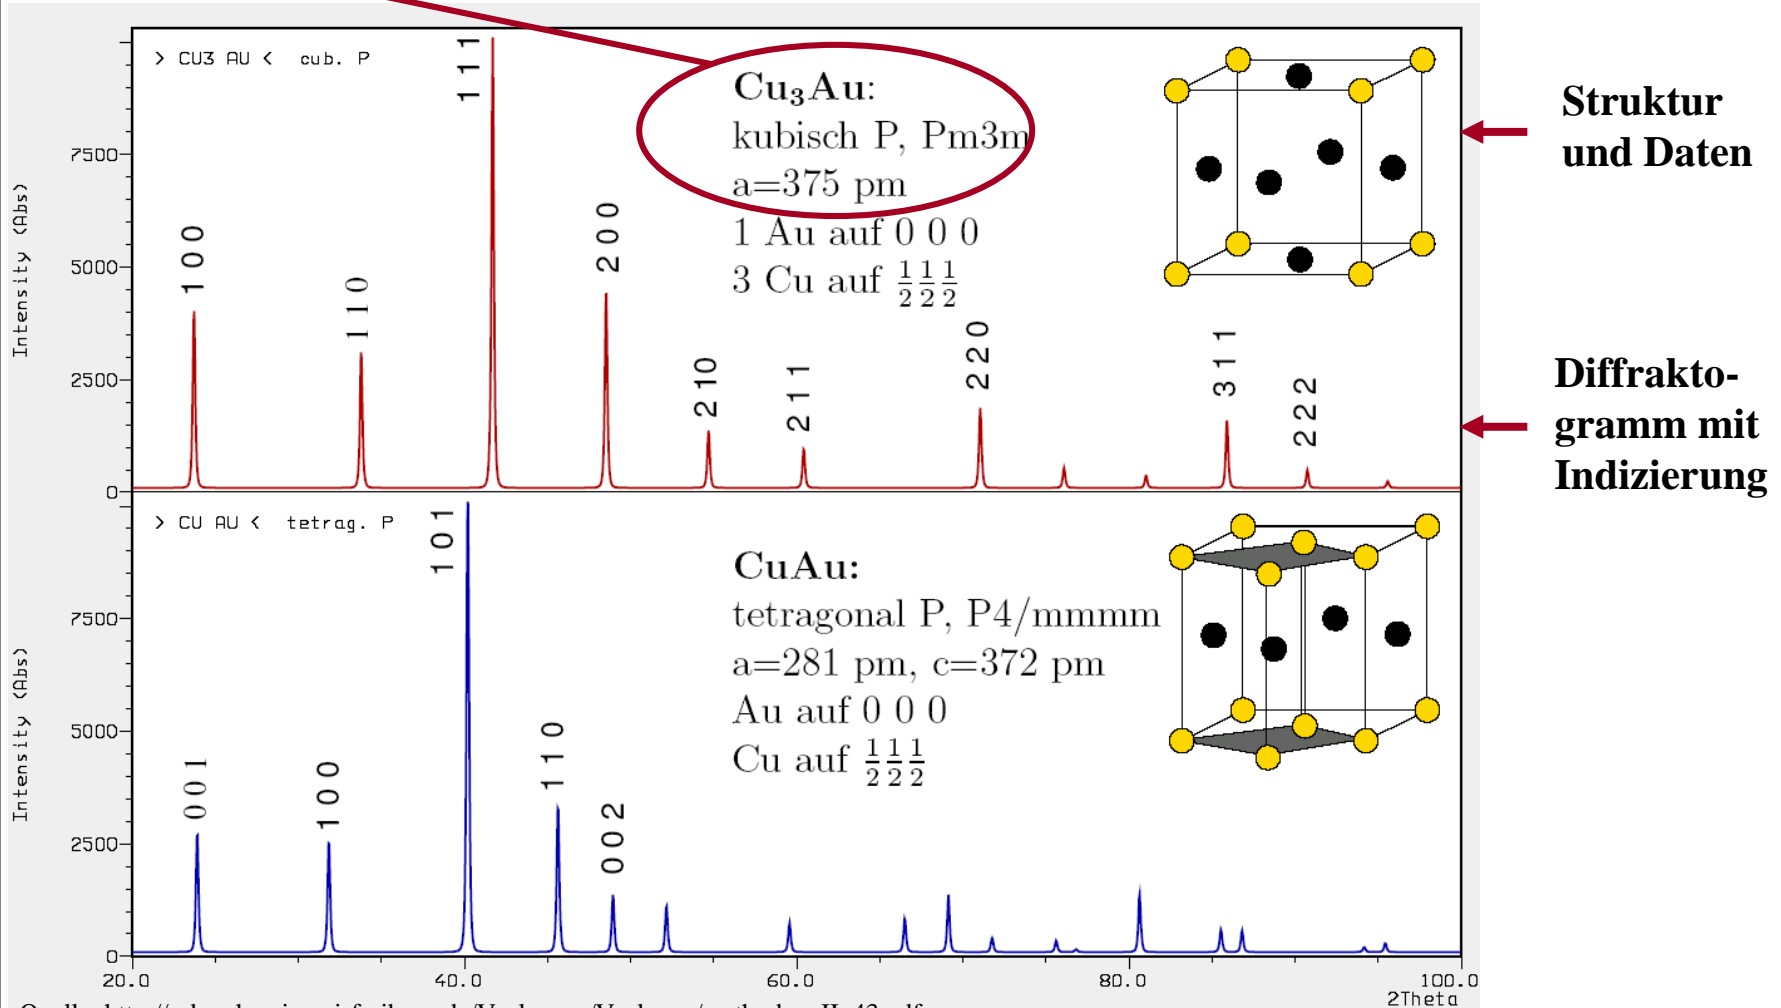 > CU3 AU < cub. P
Cu₃Au:
kubisch P, Pm3m
a=375 pm
1 Au auf 0 0 0
3 Cu auf ½ ½ ½
Struktur
und Daten
Intensity (Abs)
7500
5000
2500
0
1 0 0
1 1 0
1 1 1
2 0 0
2 1 0
2 1 1
2 2 0
3 1 1
2 2 2
Diffrakto-
gramm mit
Indizierung
> CU AU < tetrag. P
CuAu:
tetragonal P, P4/mmmm
a=281 pm, c=372 pm
Au auf 0 0 0
Cu auf ½ ½ ½
Intensity (Abs)
7500
5000
2500
0
0 0 1
1 0 0
1 0 1
1 1 0
0 0 2
20.0 40.0 60.0 80.0 100.0
2Theta